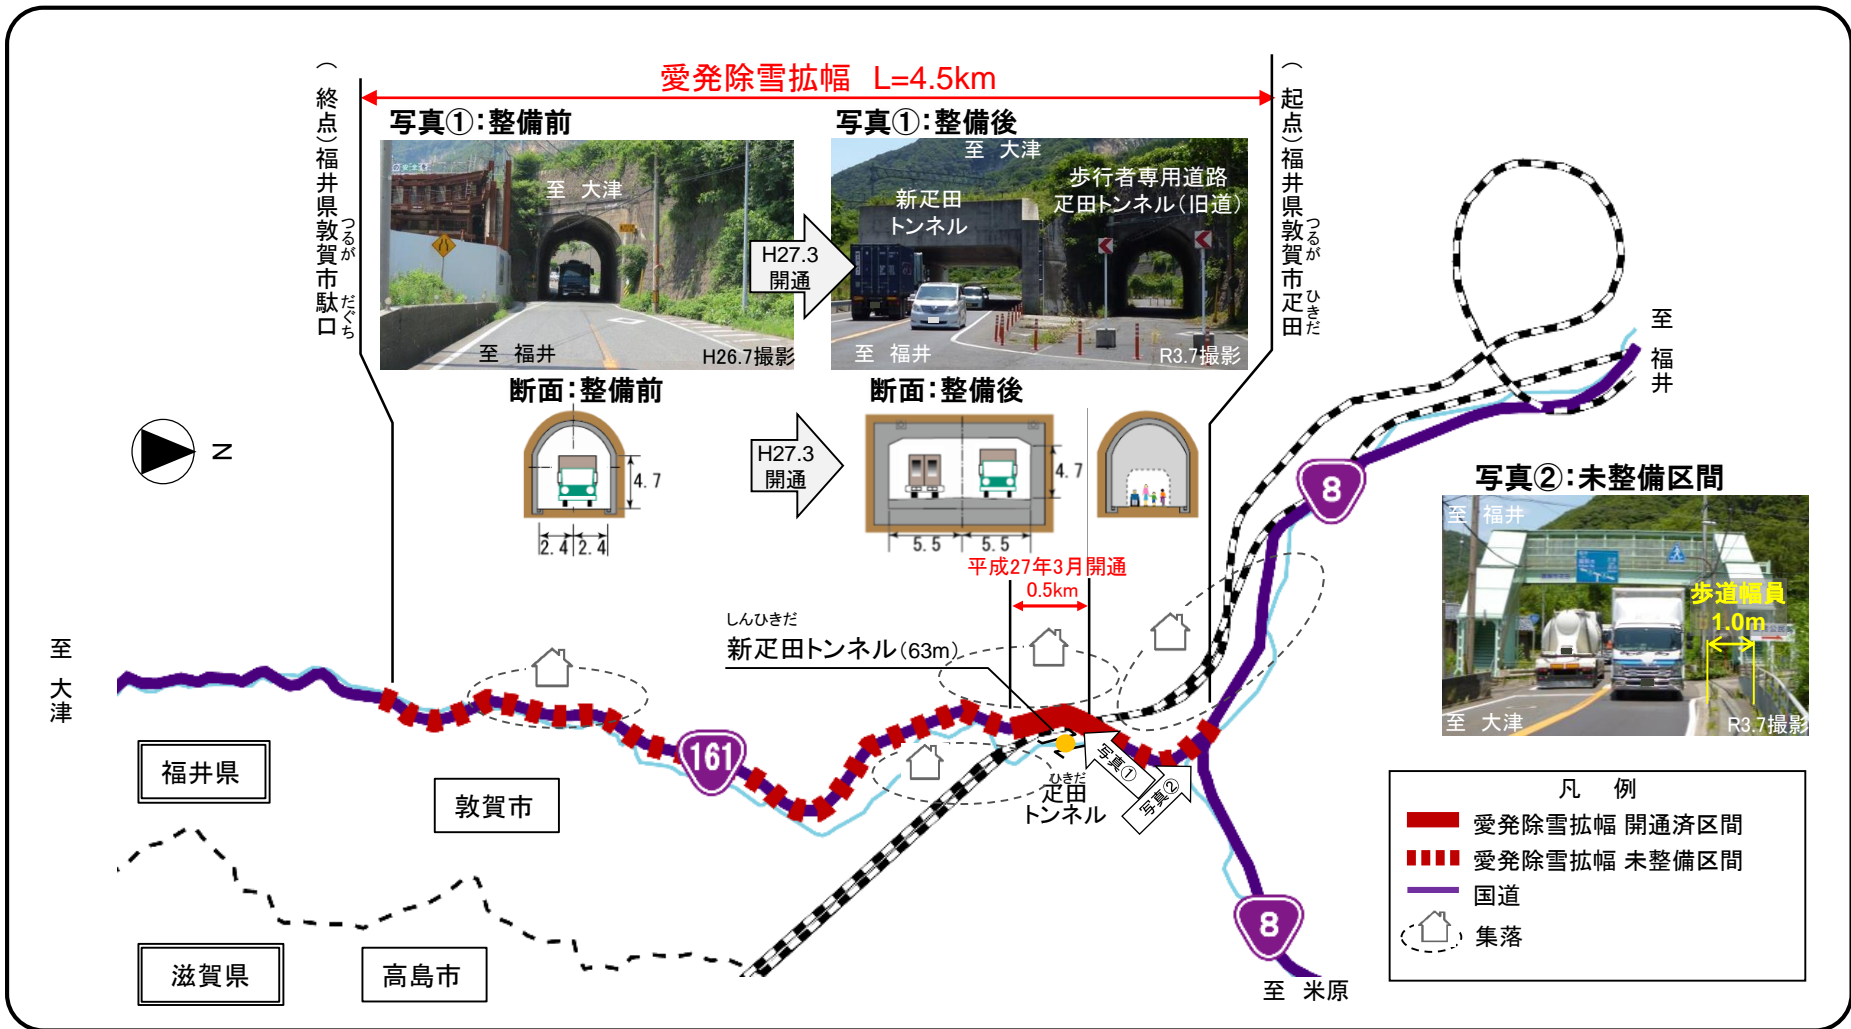 愛発除雪拡幅 L=4.5km
(終点)福井県敦賀市駄口
つるが
だぐち
(起点)福井県敦賀市疋田
つるが
ひきだ
写真①:整備前
至 大津
至 福井
H26.7撮影
H27.3
開通
写真①:整備後
至 大津
新疋田
トンネル
歩行者専用道路
疋田トンネル(旧道)
至 福井
R3.7撮影
断面:整備前
4.7
2.4
2.4
H27.3
開通
断面:整備後
4.7
5.5
5.5
平成27年3月開通
0.5km
しんひきだ
新疋田トンネル(63m)
N
至 大津
至 福井
8
161
8
至 米原
ひきだ
疋田
トンネル
写真①
写真②
福井県
敦賀市
滋賀県
高島市
写真②:未整備区間
至 福井
歩道幅員
1.0m
至 大津
R3.7撮影
凡 例
愛発除雪拡幅 開通済区間
愛発除雪拡幅 未整備区間
国道
集落